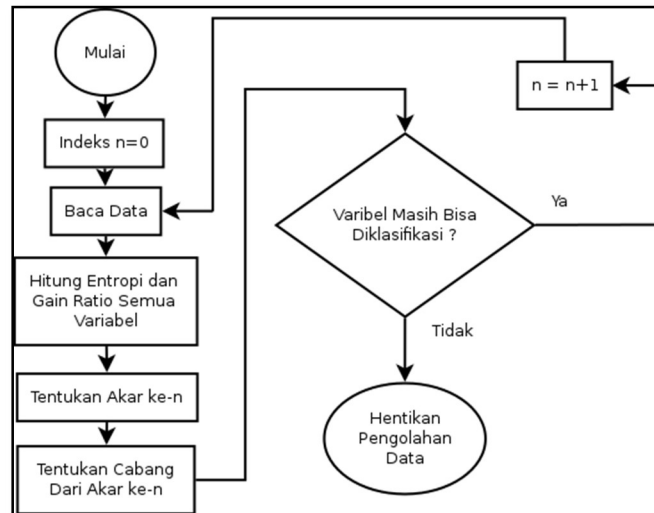 Mulai
Indeks n=0
Baca Data
Hitung Entropi dan
Gain Ratio Semua
Variabel
Tentukan Akar ke-n
Tentukan Cabang
Dari Akar ke-n
Varibel Masih Bisa
Diklasifikasi ?
Ya
n = n+1
Tidak
Hentikan
Pengolahan
Data